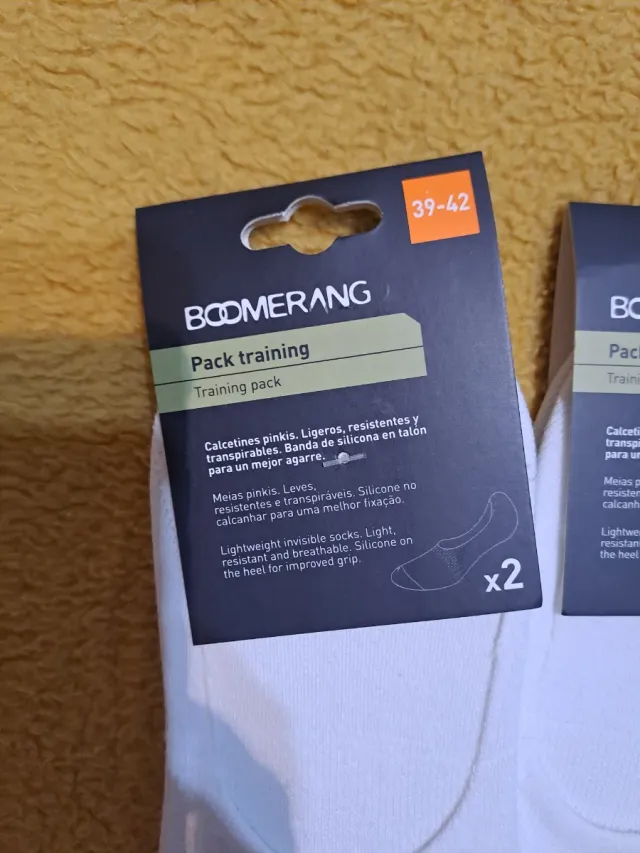 39-42
BOOMERANG
Pack training
Training pack
Calcetines pinkis. Ligeros, resistentes y
transpirables. Banda de silicona en talón
para un mejor agarre.
Meias pinkis. Leves,
resistentes e transpiráveis. Silicone no
calcanhar para uma melhor fixação.
Lightweight invisible socks. Light,
resistant and breathable. Silicone on
the heel for improved grip.
x2